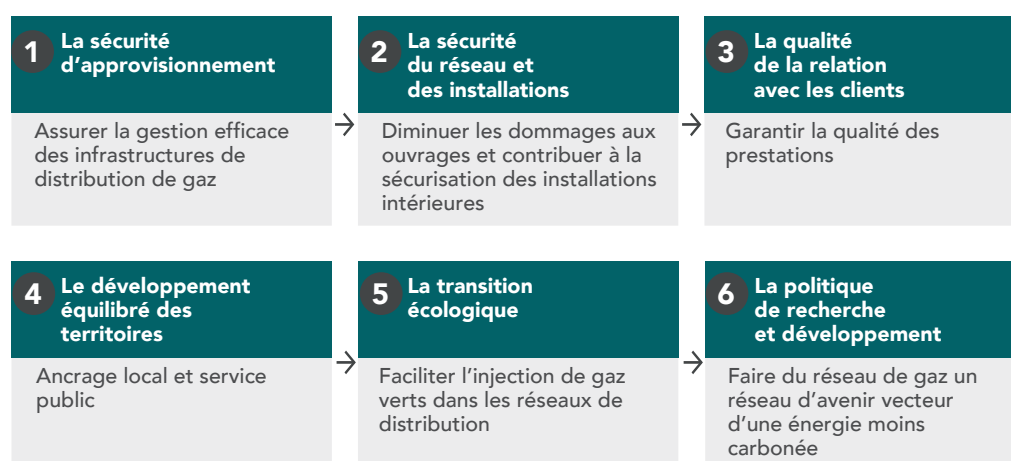 1
La sécurité
d’approvisionnement
Assurer la gestion efficace
des infrastructures de
distribution de gaz
2
La sécurité
du réseau et
des installations
Diminuer les dommages aux
ouvrages et contribuer à la
sécurisation des installations
intérieures
3
La qualité
de la relation
avec les clients
Garantir la qualité des
prestations
4
Le développement
équilibré des
territoires
Ancrage local et service
public
5
La transition
écologique
Faciliter l’injection de gaz
verts dans les réseaux de
distribution
6
La politique
de recherche
et développement
Faire du réseau de gaz un
réseau d’avenir vecteur
d’une énergie moins
carbonée